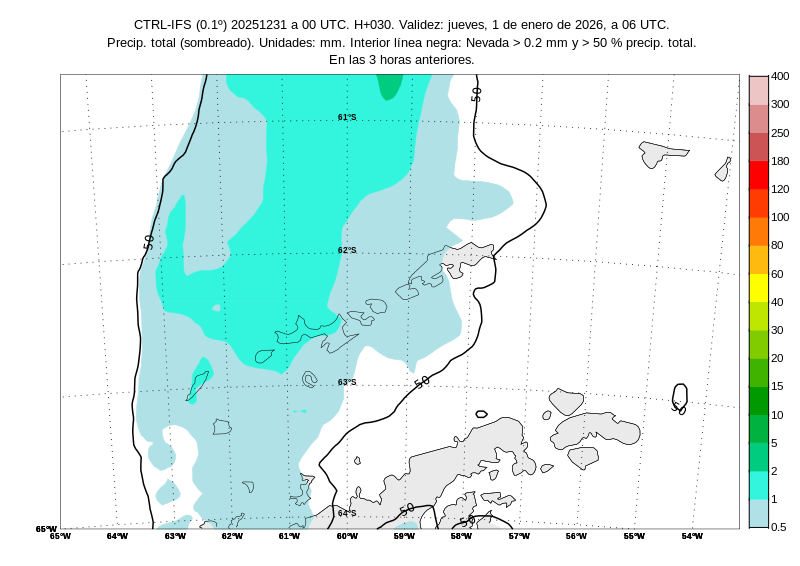 CTRL-IFS (0.1º) 20251231 a 00 UTC. H+030. Validez: jueves, 1 de enero de 2026, a 06 UTC.
Precip. total (sombreado). Unidades: mm. Interior línea negra: Nevada > 0.2 mm y > 50 % precip. total.
En las 3 horas anteriores.
400
50
300
61°S
250
180
120
100
50
62°S
80
60
40
30
20
50
63°S
15
50
10
5
2
1
50
64°S
50
0.5
65°W
65°W 64°W 63°W 62°W 61°W 60°W 59°W 58°W 57°W 56°W 55°W 54°W